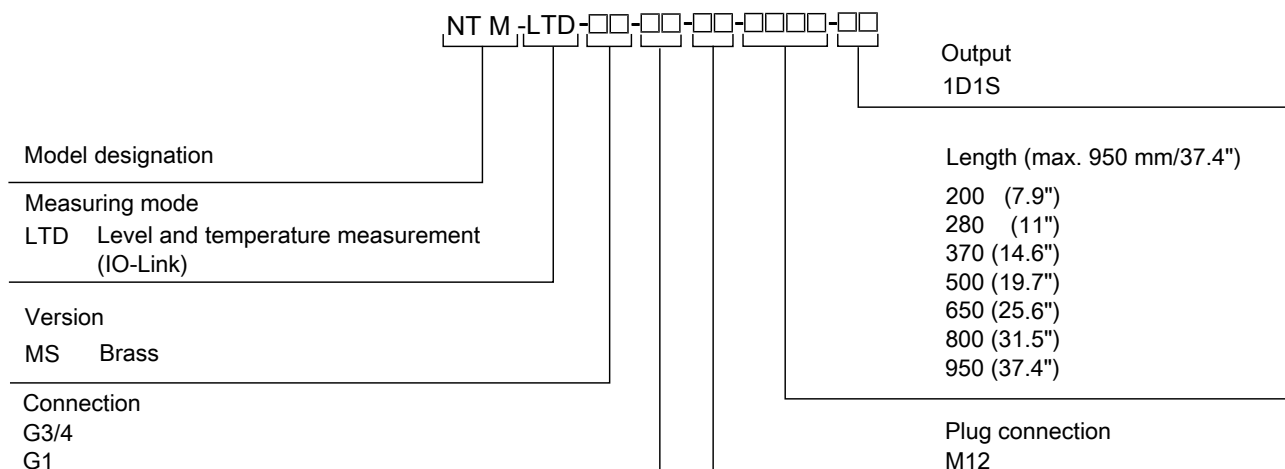 NT M -LTD-□□-□□-□□-□□□□-□□
Model designation
Measuring mode
LTD Level and temperature measurement
(IO-Link)
Version
MS Brass
Connection
G3/4
G1
Output
1D1S
Length (max. 950 mm/37.4")
200 (7.9")
280 (11")
370 (14.6")
500 (19.7")
650 (25.6")
800 (31.5")
950 (37.4")
Plug connection
M12